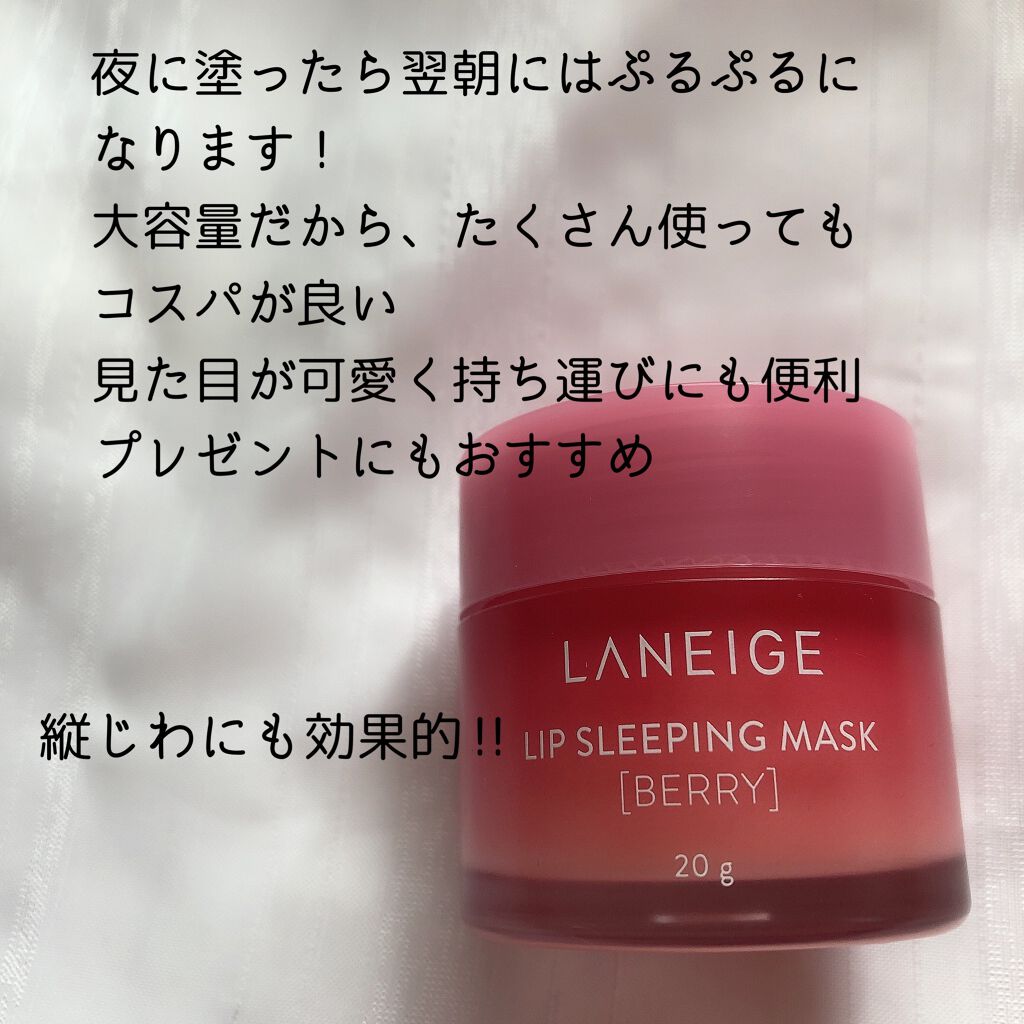 夜に塗ったら翌朝にはぷるぷるに
なります！
大容量だから、たくさん使っても
コスパが良い
見た目が可愛く持ち運びにも便利
プレゼントにもおすすめ
LANEIGE
縦じわにも効果的!!
LIP SLEEPING MASK
[BERRY]
20 g